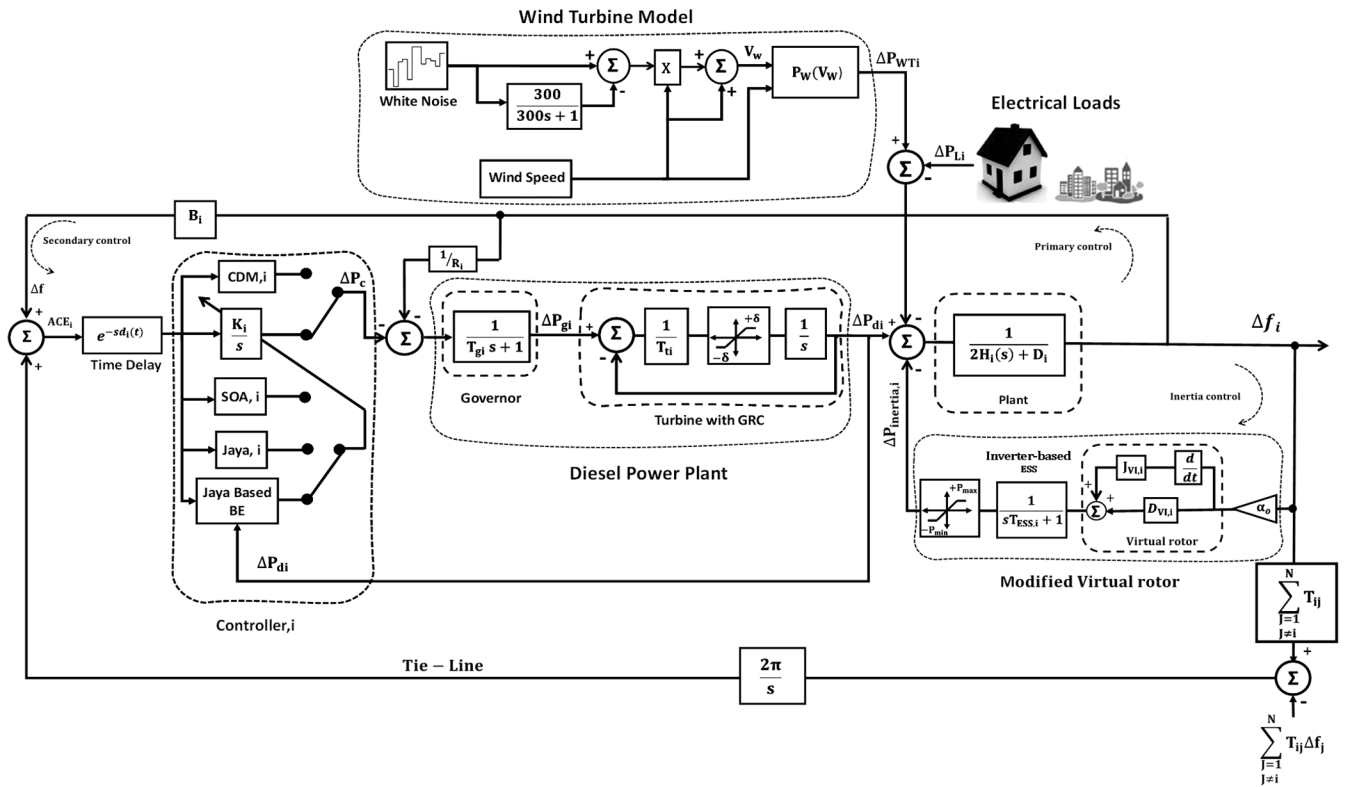 Wind Turbine Model
White Noise
300
300s + 1
+
Σ
-
X
+
Σ
+
V_w
P_W(V_W)
ΔP_WTi
Wind Speed
Electrical Loads
+
Σ
-
ΔP_Li
B_i
Secondary control
Primary control
1/R_i
Δf
+
Σ
+
ACE_i
e^{-sd_i(t)}
Time Delay
CDM,i
K_i
s
SOA, i
Jaya, i
Jaya Based
BE
ΔP_di
Controller,i
ΔP_c
-
-
Σ
1
T_gi s + 1
Governor
ΔP_gi
+
Σ
-
1
T_ti
+δ
−δ
1
s
Turbine with GRC
Diesel Power Plant
ΔP_di
+
-
Σ
-
ΔP_inertia,i
1
2H_i(s) + D_i
Plant
Δf_i
Inertia control
Inverter-based
ESS
+P_max
−P_min
1
sT_ESS,i + 1
J_VI,i
d
dt
+
Σ
+
D_VI,i
Virtual rotor
α_o
Modified Virtual rotor
N
∑ T_ij
J=1
J≠i
+
Σ
-
Tie – Line
2π
s
N
∑ T_ijΔf_j
J=1
J≠i